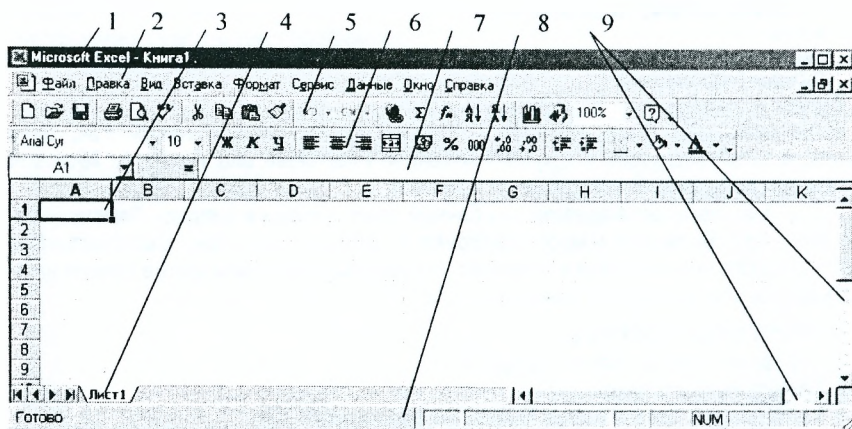 1 2 3 4 5 6 7 8 9
Microsoft Excel - Книга1
Файл Правка Вид Вставка Формат Сервис Данные Окно Справка
Σ 100%
Arial Cyr 10 Ж К Ч % 000
A1 =
A B C D E F G H I J K
1
2
3
4
5
6
7
8
9
Лист1
Готово NUM